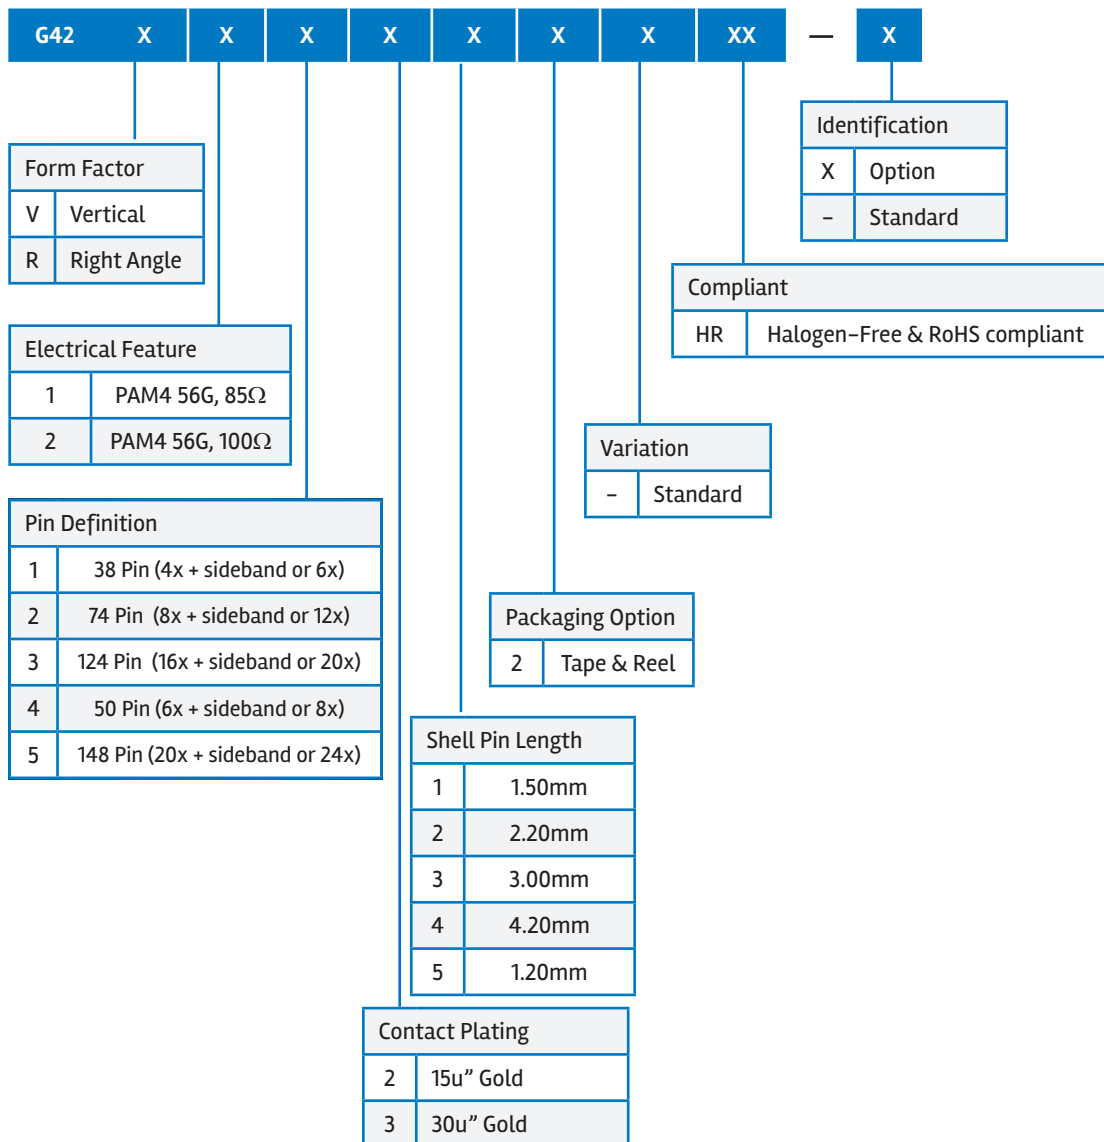 G42 X X X X X X X XX — X
Identification
X Option
– Standard
Form Factor
V Vertical
R Right Angle
Compliant
HR Halogen–Free & RoHS compliant
Electrical Feature
1 PAM4 56G, 85Ω
2 PAM4 56G, 100Ω
Variation
– Standard
Pin Definition
1 38 Pin (4x + sideband or 6x)
2 74 Pin (8x + sideband or 12x)
3 124 Pin (16x + sideband or 20x)
4 50 Pin (6x + sideband or 8x)
5 148 Pin (20x + sideband or 24x)
Packaging Option
2 Tape & Reel
Shell Pin Length
1 1.50mm
2 2.20mm
3 3.00mm
4 4.20mm
5 1.20mm
Contact Plating
2 15u” Gold
3 30u” Gold